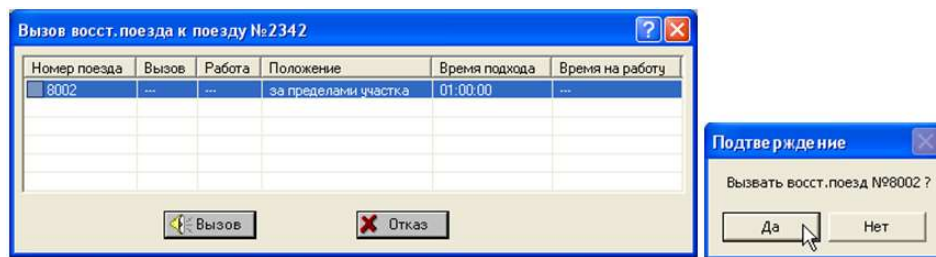 Вызов восст.поезда к поезду №2342
Номер поезда Вызов Работа Положение Время подхода Время на работу
8002 --- --- за пределами участка 01:00:00 ---
Вызов Отказ
Подтверждение
Вызвать восст.поезд №8002 ?
Да Нет